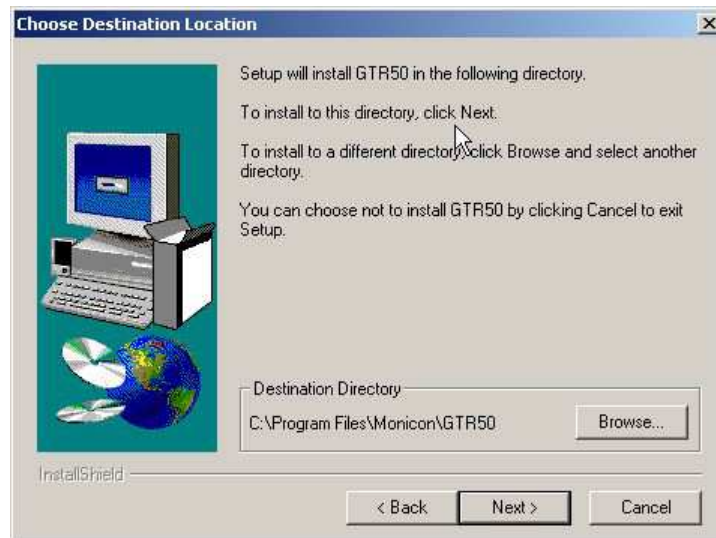 Choose Destination Location
Setup will install GTR50 in the following directory.
To install to this directory, click Next.
To install to a different directory, click Browse and select another
directory.
You can choose not to install GTR50 by clicking Cancel to exit
Setup.
Destination Directory
C:\Program Files\Monicon\GTR50
Browse...
InstallShield
< Back
Next >
Cancel